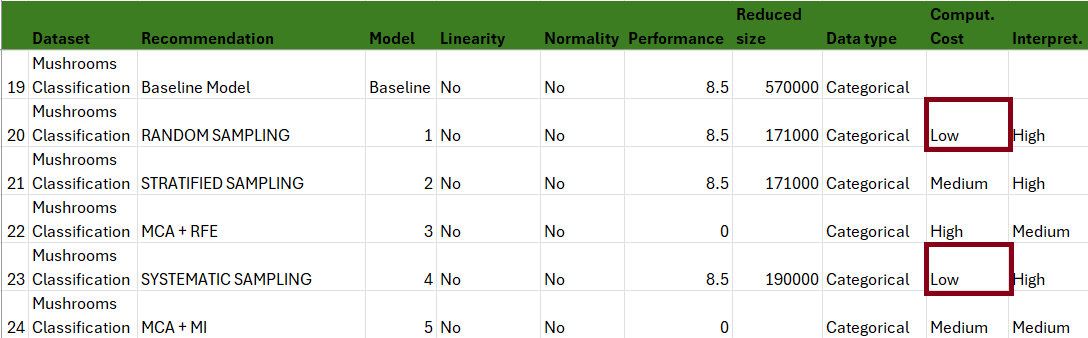 Reduced Comput.
Dataset Recommendation Model Linearity Normality Performance size Data type Cost Interpret.
Mushrooms
19 Classification Baseline Model Baseline No No 8.5 570000 Categorical
Mushrooms
20 Classification RANDOM SAMPLING 1 No No 8.5 171000 Categorical Low High
Mushrooms
21 Classification STRATIFIED SAMPLING 2 No No 8.5 171000 Categorical Medium High
Mushrooms
22 Classification MCA + RFE 3 No No 0 Categorical High Medium
Mushrooms
23 Classification SYSTEMATIC SAMPLING 4 No No 8.5 190000 Categorical Low High
Mushrooms
24 Classification MCA + MI 5 No No 0 Categorical Medium Medium